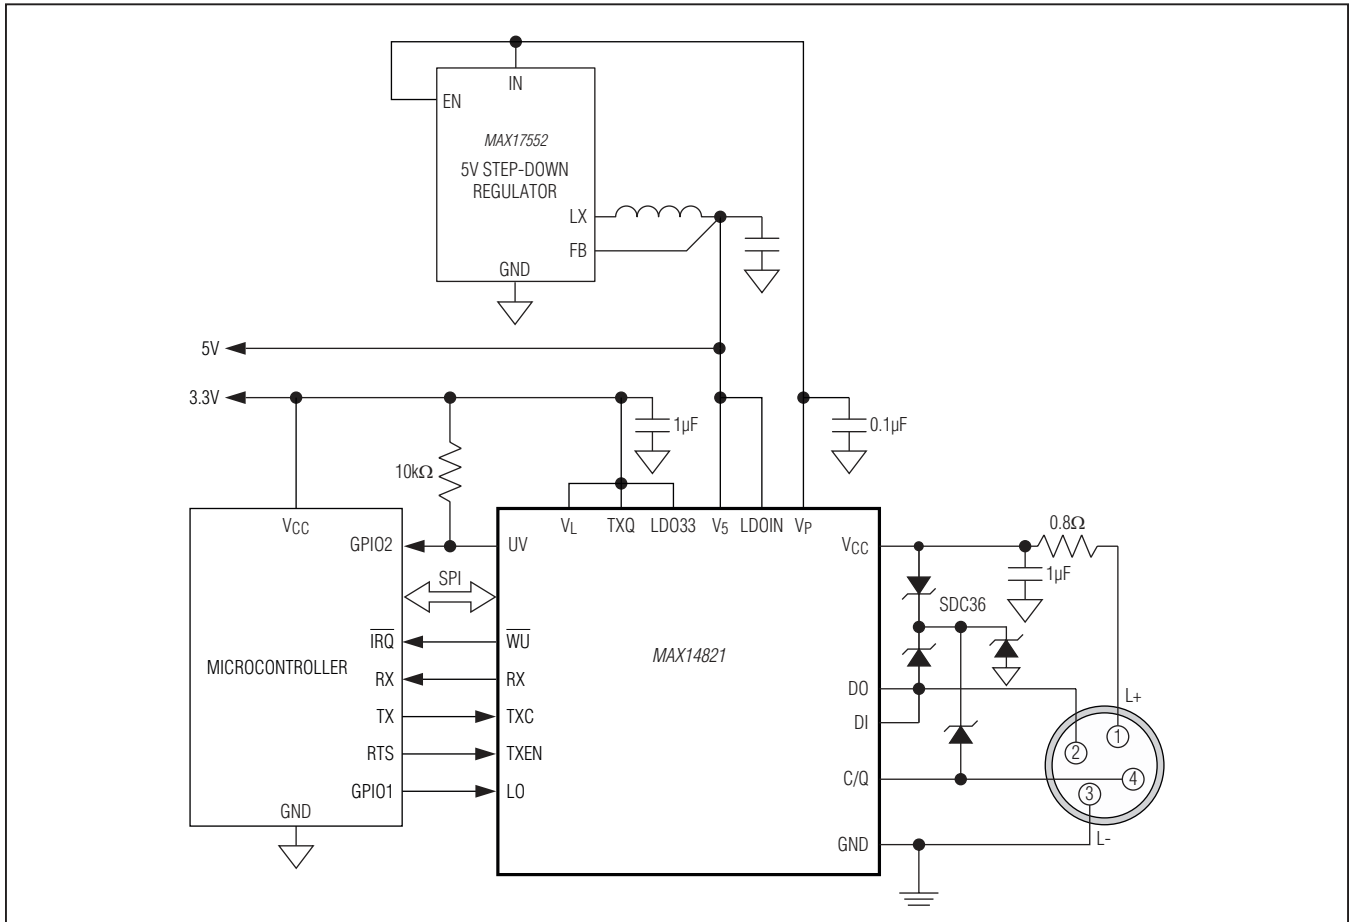 IN
EN
MAX17552
5V STEP-DOWN
REGULATOR
LX
FB
GND
5V
3.3V
1µF
0.1µF
10kΩ
VCC
VL
TXQ
LDO33
V5
LDOIN
VP
0.8Ω
GPIO2
UV
VCC
1µF
SPI
SDC36
IRQ
WU
MICROCONTROLLER
MAX14821
RX
RX
DO
L+
TX
TXC
DI
1
2
RTS
TXEN
C/Q
4
GPIO1
LO
3
GND
GND
L-